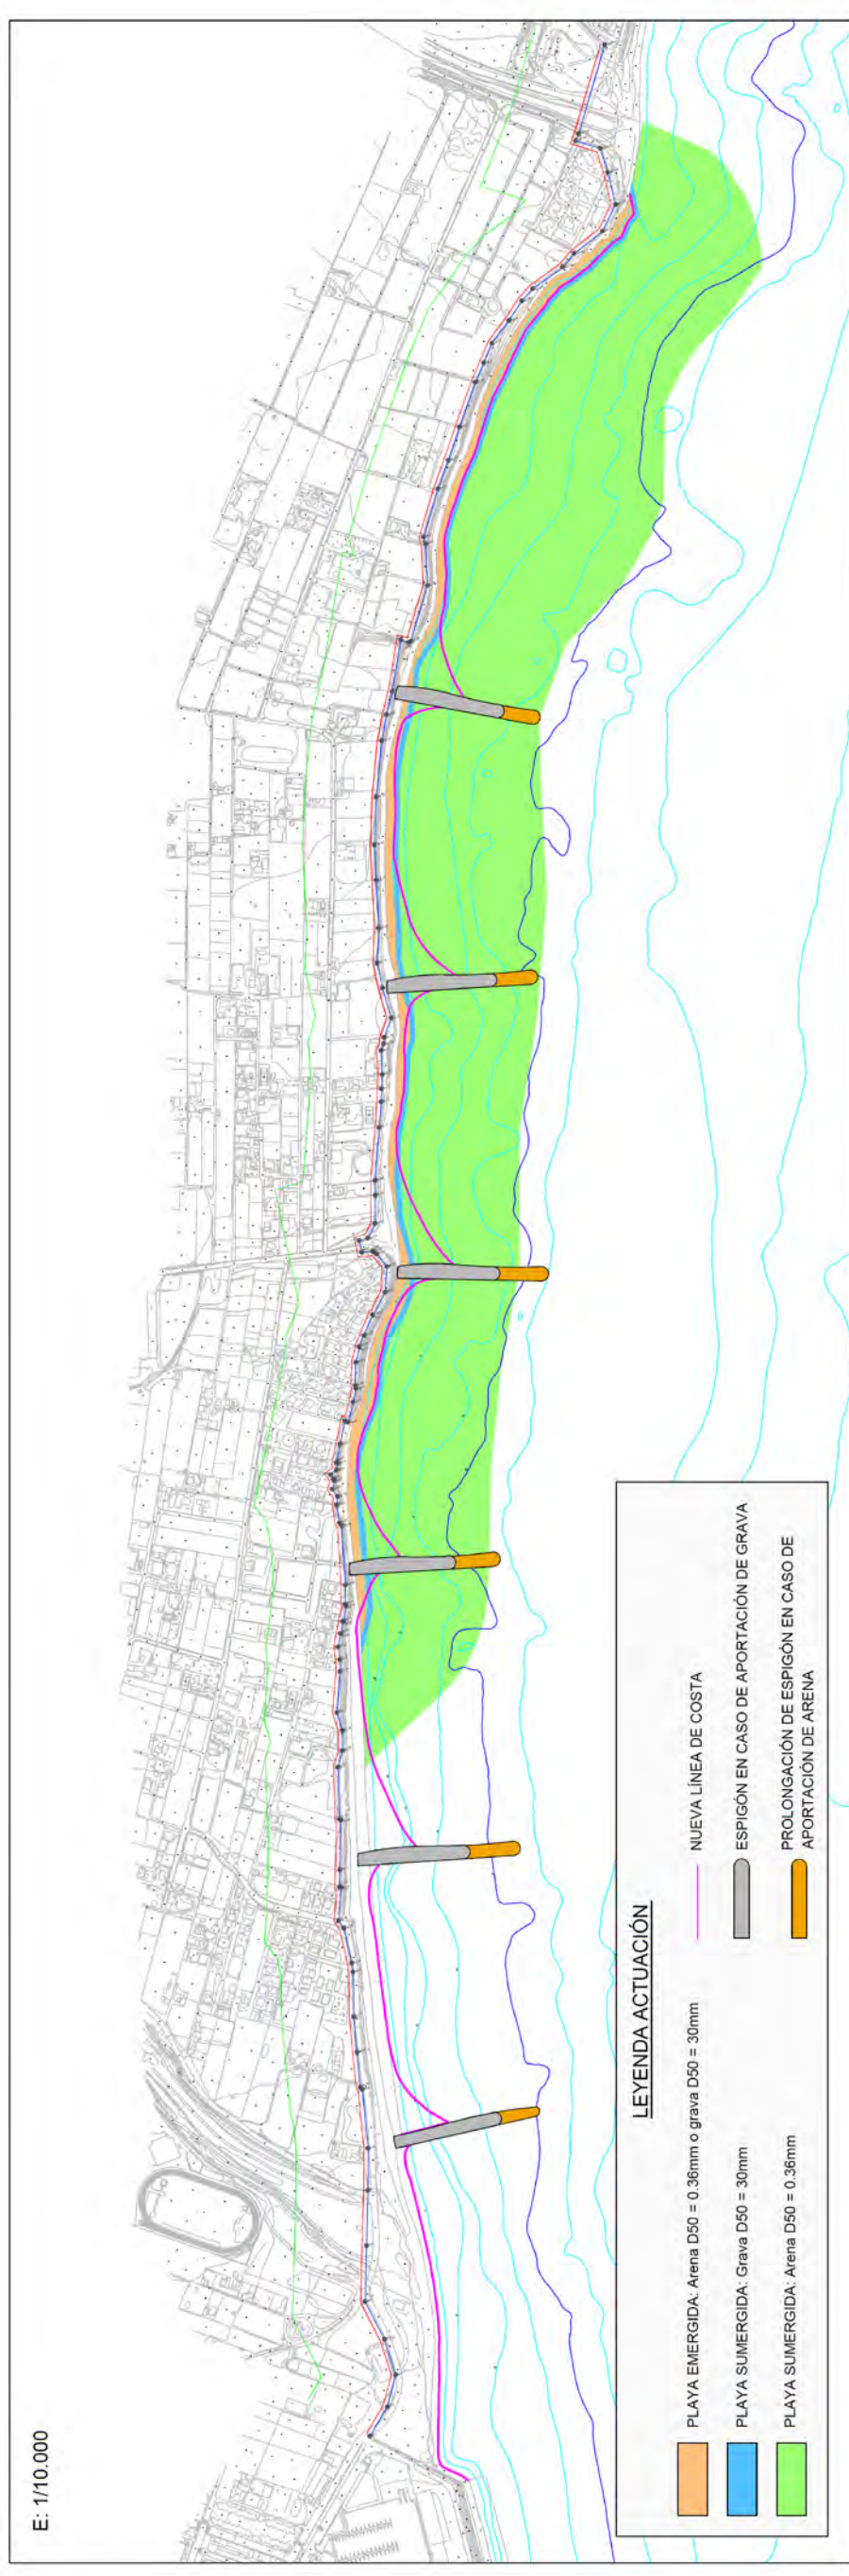 E: 1/10.000
LEYENDA ACTUACIÓN
PLAYA EMERGIDA: Arena D50 = 0.36mm o grava D50 = 30mm
PLAYA SUMERGIDA: Grava D50 = 30mm
PLAYA SUMERGIDA: Arena D50 = 0.36mm
NUEVA LÍNEA DE COSTA
ESPIGÓN EN CASO DE APORTACIÓN DE GRAVA
PROLONGACIÓN DE ESPIGÓN EN CASO DE
APORTACIÓN DE ARENA